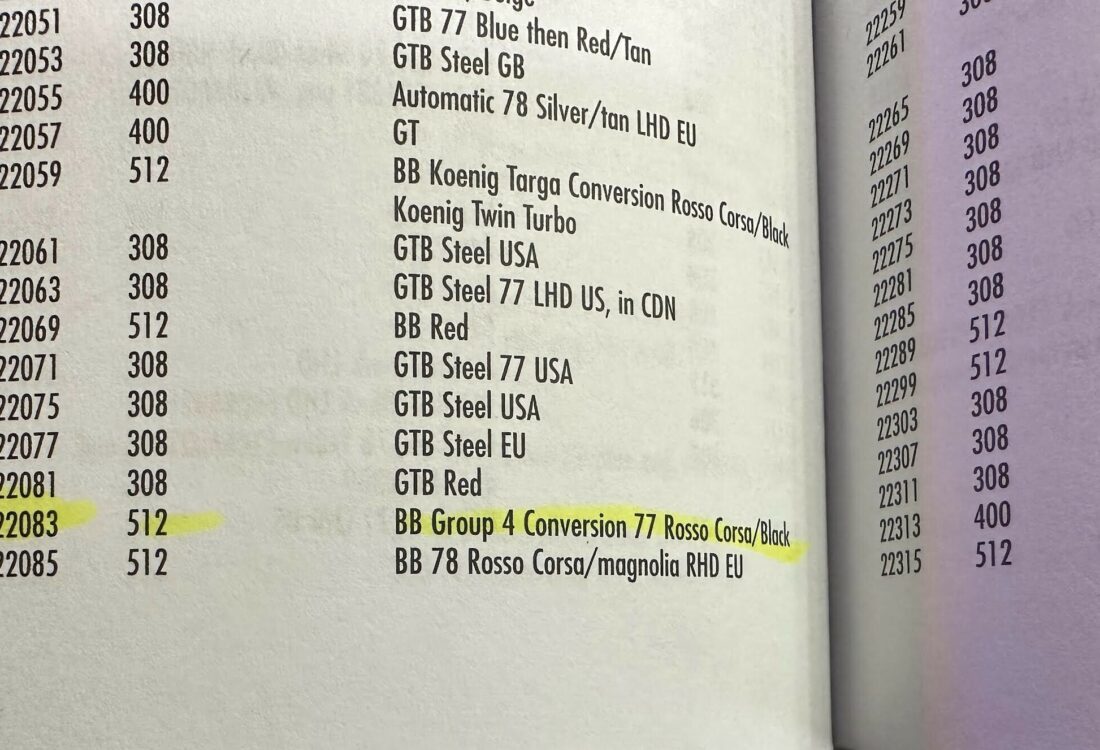 22051 308 GTB 77 Blue then Red/Tan
22053 308 GTB Steel GB
22055 400 Automatic 78 Silver/tan LHD EU
22057 400 GT
22059 512 BB Koenig Targa Conversion Rosso Corsa/Black
Koenig Twin Turbo
22061 308 GTB Steel USA
22063 308 GTB Steel 77 LHD US, in CDN
22069 512 BB Red
22071 308 GTB Steel 77 USA
22075 308 GTB Steel USA
22077 308 GTB Steel EU
22081 308 GTB Red
22083 512 BB Group 4 Conversion 77 Rosso Corsa/Black
22085 512 BB 78 Rosso Corsa/magnolia RHD EU
22259
22261 308
22265 308
22269 308
22271 308
22273 308
22275 308
22281 308
22285 512
22289 512
22299 308
22303 308
22307 308
22311 308
22313 400
22315 512